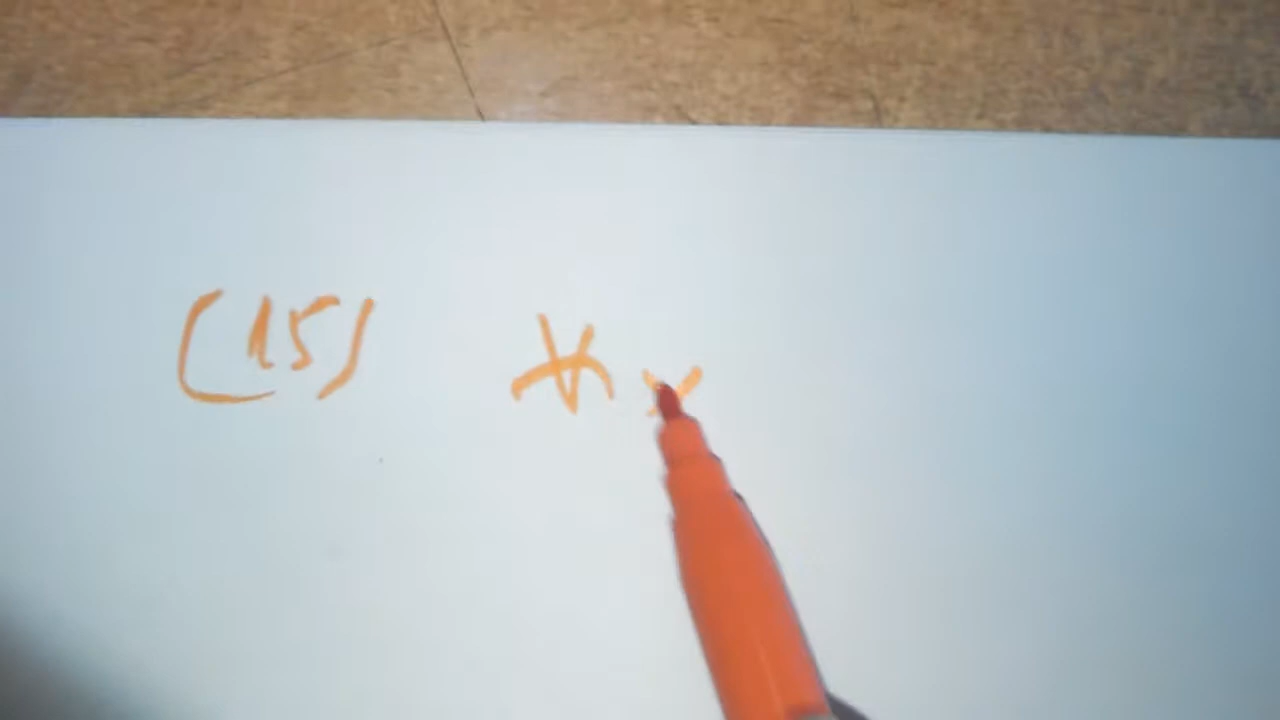 (15) ∀ x